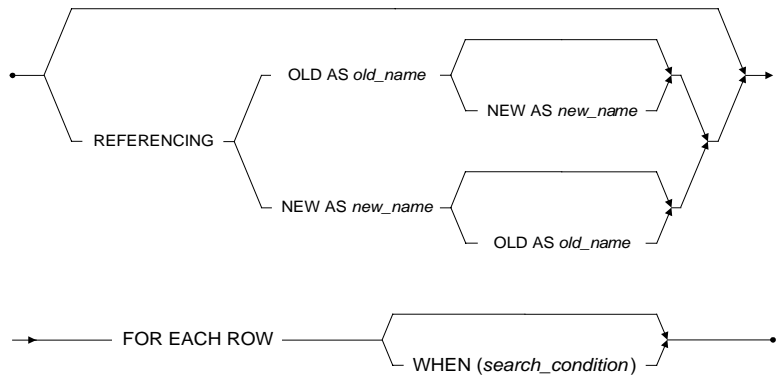 OLD AS old_name
NEW AS new_name
REFERENCING
NEW AS new_name
OLD AS old_name
FOR EACH ROW
WHEN (search_condition)